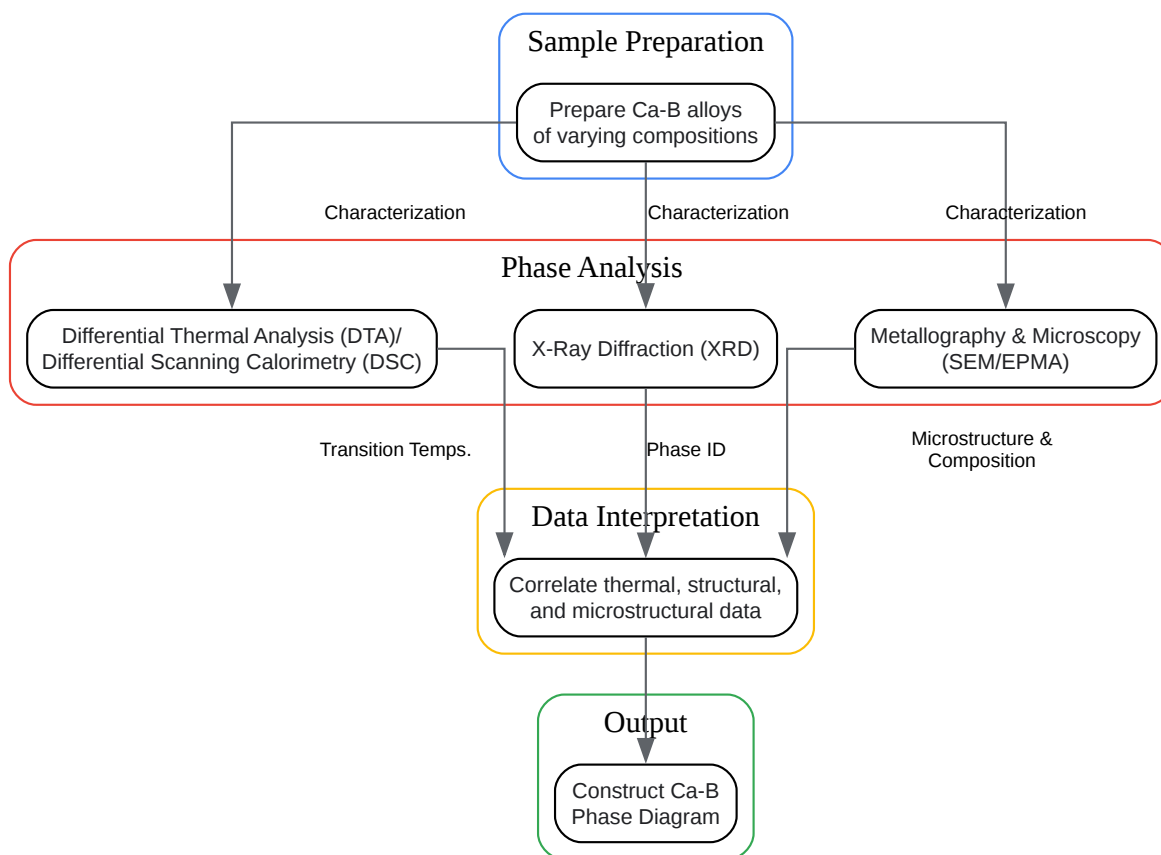 Sample Preparation
Prepare Ca-B alloys
of varying compositions
Characterization
Characterization
Characterization
Phase Analysis
Differential Thermal Analysis (DTA)/
Differential Scanning Calorimetry (DSC)
X-Ray Diffraction (XRD)
Metallography & Microscopy
(SEM/EPMA)
Transition Temps.
Phase ID
Microstructure &
Composition
Data Interpretation
Correlate thermal, structural,
and microstructural data
Output
Construct Ca-B
Phase Diagram